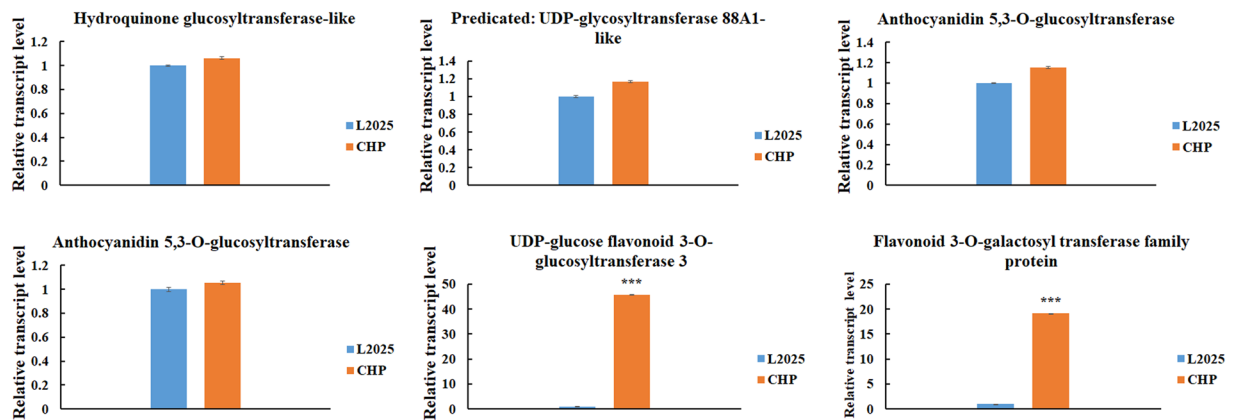 Hydroquinone glucosyltransferase-like
Relative transcript level
1.2
1
0.8
0.6
0.4
0.2
0
L2025
CHP
Predicated: UDP-glycosyltransferase 88A1-
like
Relative transcript level
1.4
1.2
1
0.8
0.6
0.4
0.2
0
L2025
CHP
Anthocyanidin 5,3-O-glucosyltransferase
Relative transcript level
1.4
1.2
1
0.8
0.6
0.4
0.2
0
L2025
CHP
Anthocyanidin 5,3-O-glucosyltransferase
Relative transcript level
1.2
1
0.8
0.6
0.4
0.2
0
L2025
CHP
UDP-glucose flavonoid 3-O-
glucosyltransferase 3
Relative transcript level
50
40
30
20
10
0
***
L2025
CHP
Flavonoid 3-O-galactosyl transferase family
protein
Relative transcript level
25
20
15
10
5
0
***
L2025
CHP